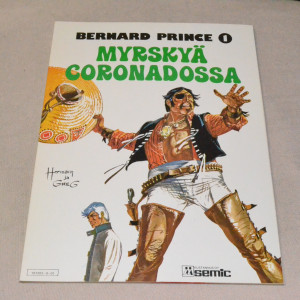 BERNARD PRINCE 1
MYRSKYÄ
CORONADOSSA
Hermann
ja
GREG
semic